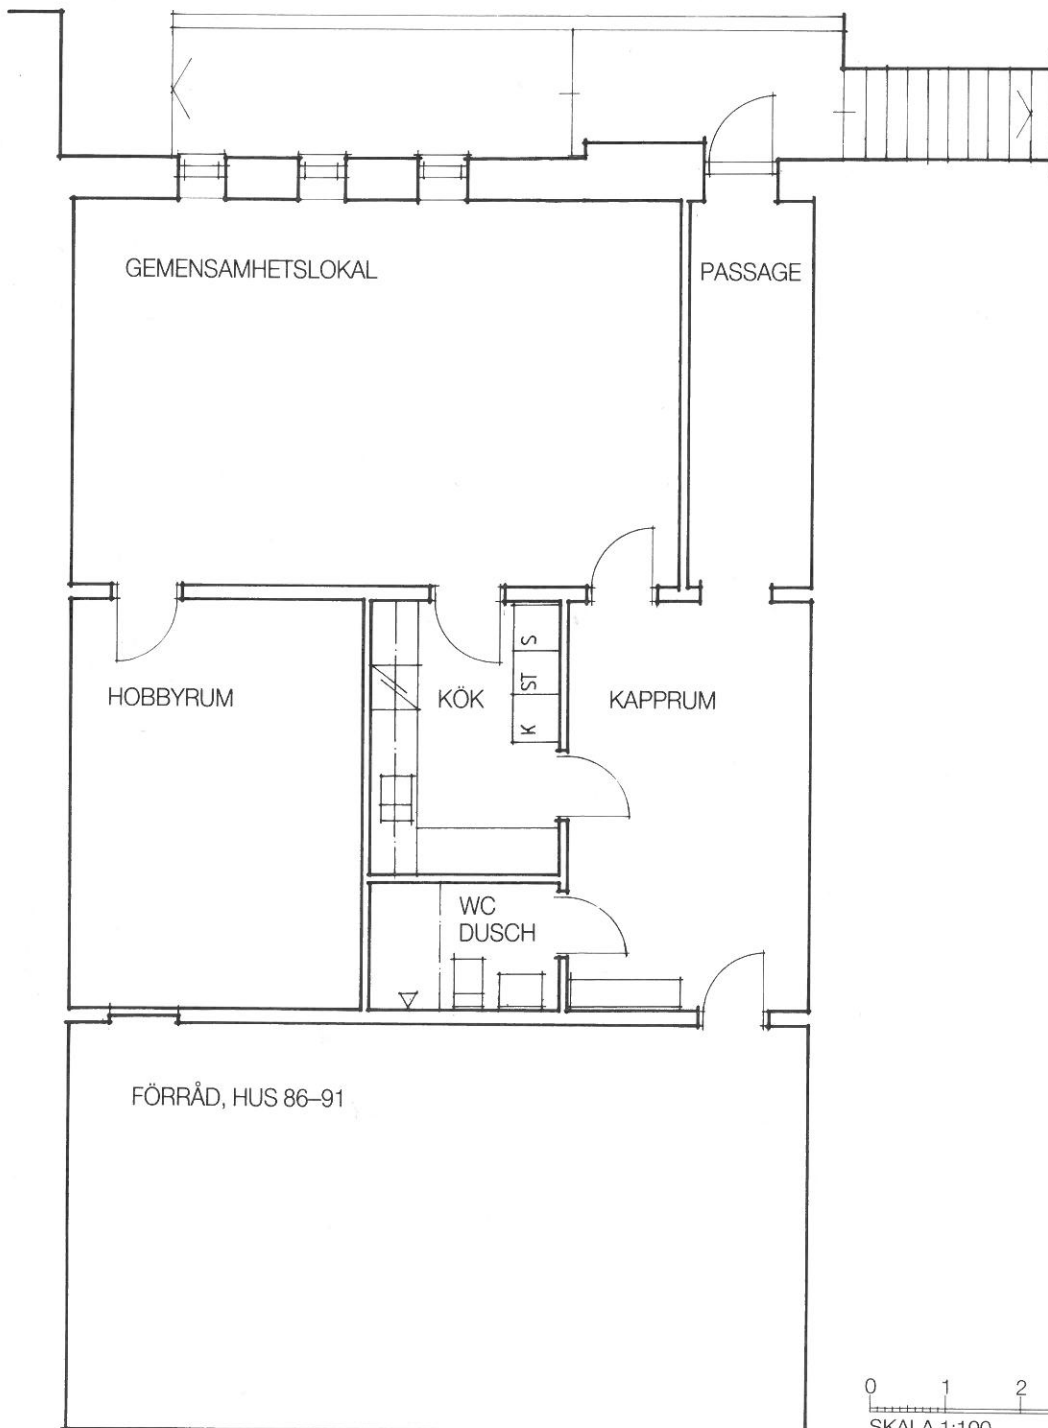 GEMENSAMHETSLOKAL
PASSAGE
HOBBYRUM
KÖK
S
ST
K
KAPPRUM
WC
DUSCH
FÖRRÅD, HUS 86–91
0 1 2
SKALA 1:100